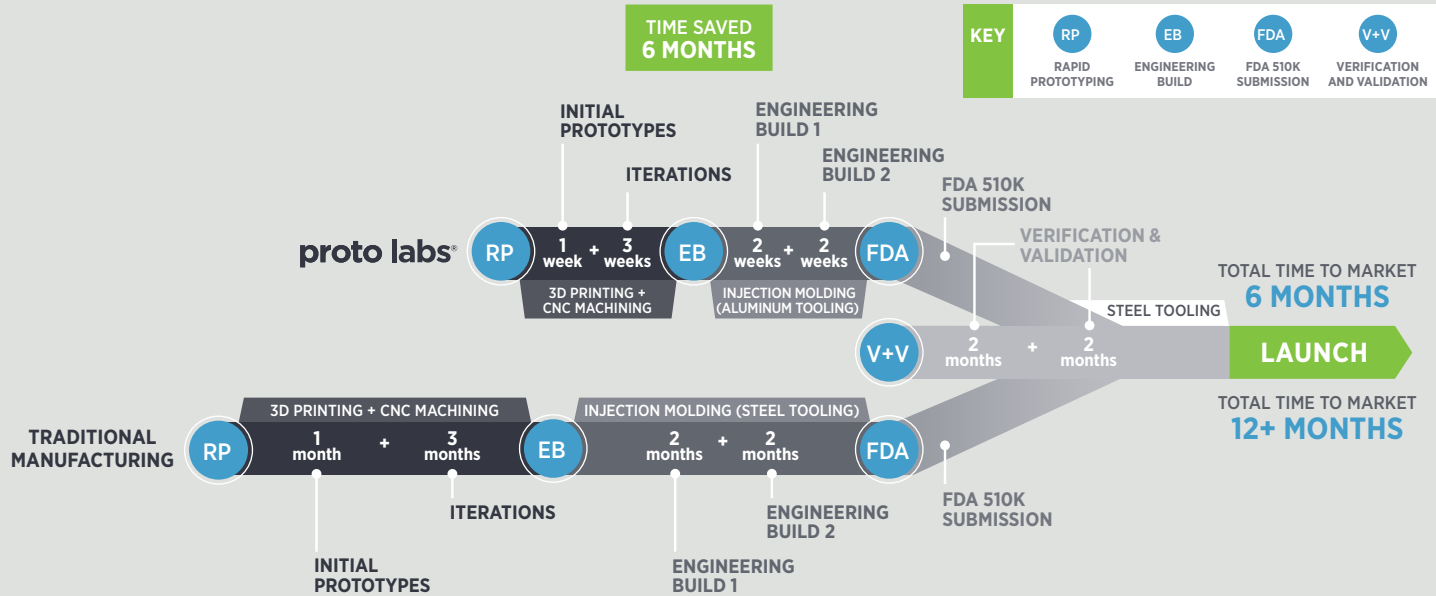 TIME SAVED
6 MONTHS
KEY
RP
EB
FDA
V+V
RAPID
PROTOTYPING
ENGINEERING
BUILD
FDA 510K
SUBMISSION
VERIFICATION
AND VALIDATION
INITIAL
PROTOTYPES
ITERATIONS
ENGINEERING
BUILD 1
ENGINEERING
BUILD 2
FDA 510K
SUBMISSION
VERIFICATION &
VALIDATION
proto labs®
RP
1
week
+
3
weeks
EB
2
weeks
+
2
weeks
FDA
3D PRINTING +
CNC MACHINING
INJECTION MOLDING
(ALUMINUM TOOLING)
STEEL TOOLING
TOTAL TIME TO MARKET
6 MONTHS
V+V
2
months
+
2
months
LAUNCH
TOTAL TIME TO MARKET
12+ MONTHS
TRADITIONAL
MANUFACTURING
RP
3D PRINTING + CNC MACHINING
1
month
+
3
months
EB
INJECTION MOLDING (STEEL TOOLING)
2
months
+
2
months
FDA
INITIAL
PROTOTYPES
ITERATIONS
ENGINEERING
BUILD 1
ENGINEERING
BUILD 2
FDA 510K
SUBMISSION